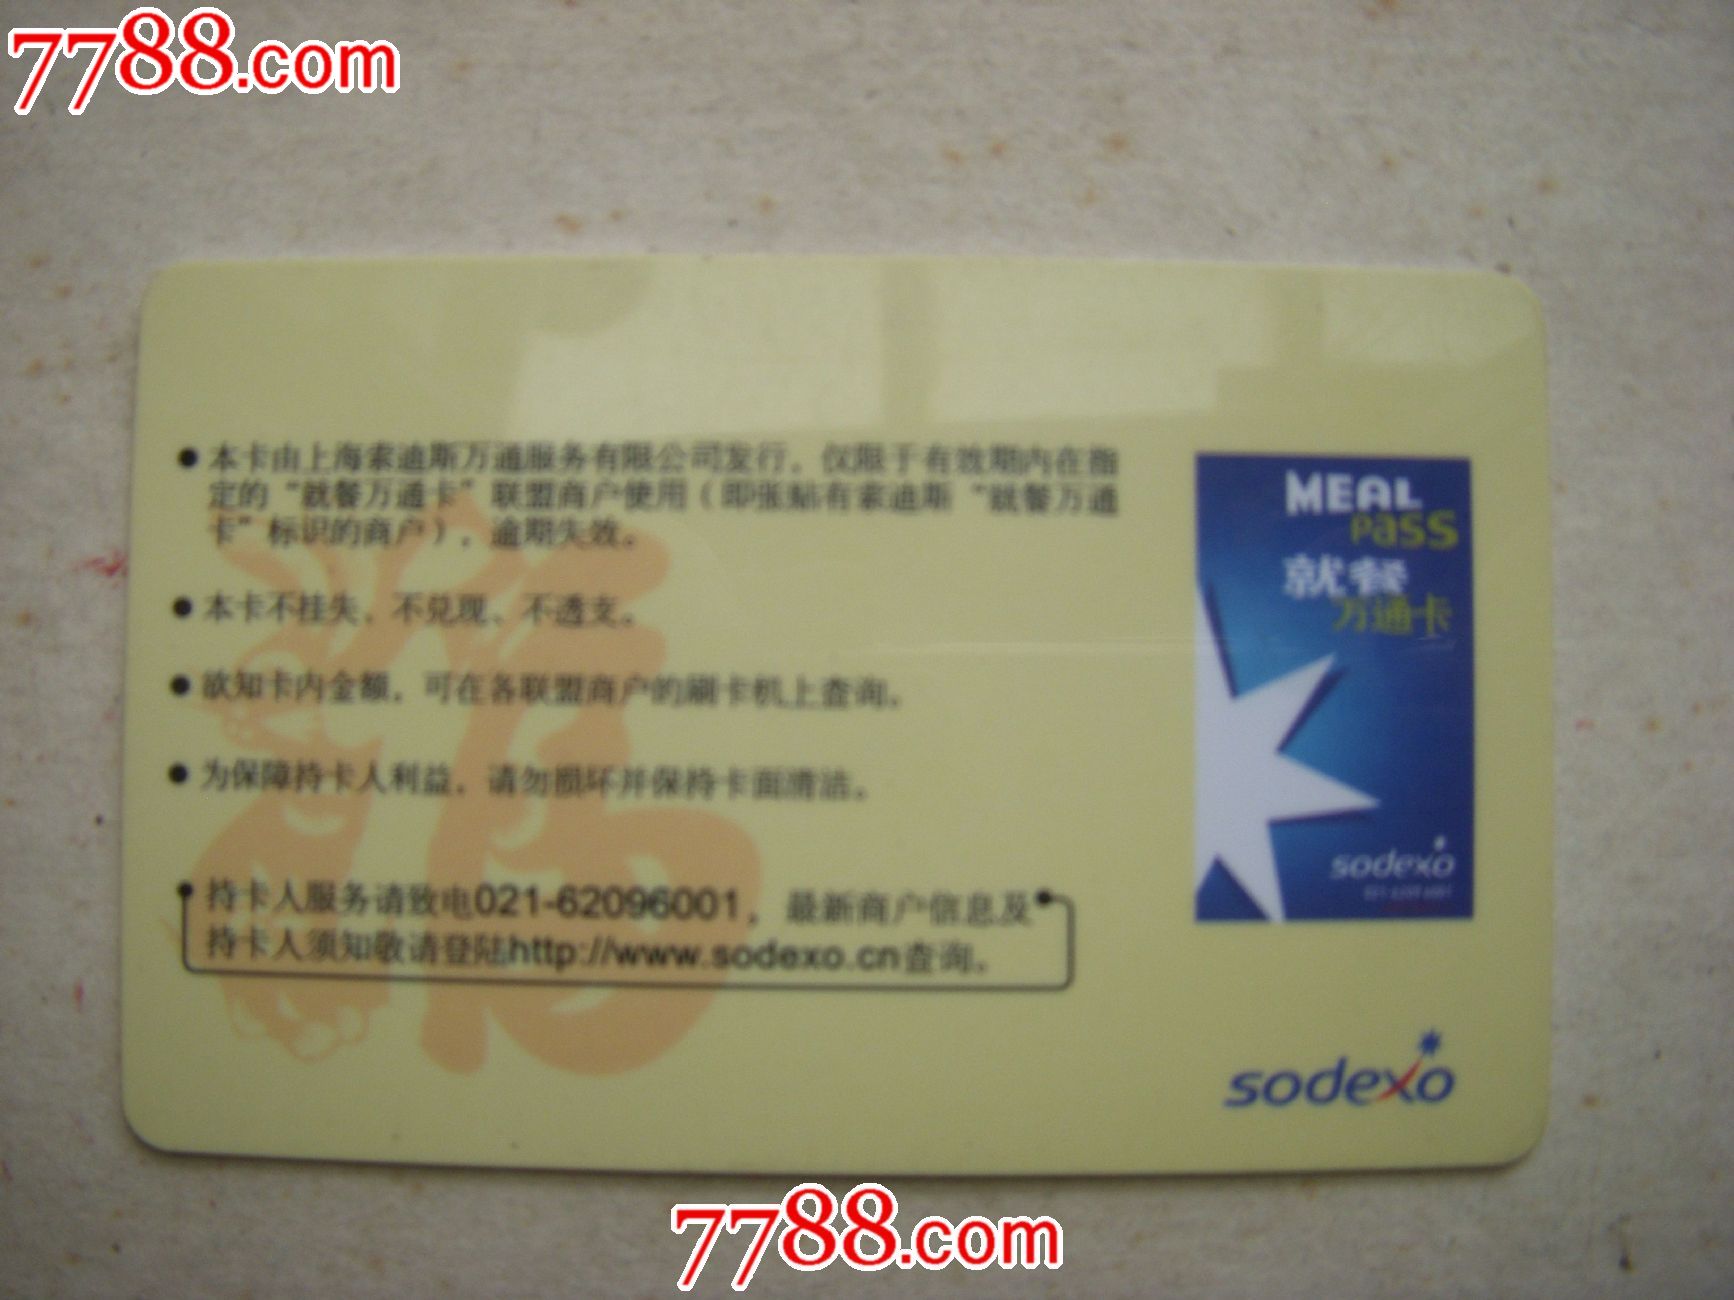 7788.com
● 本卡由上海索迪斯万通服务有限公司发行，仅限于有效期内在指
定的“就餐万通卡”联盟商户使用（即张贴有索迪斯“就餐万通
卡”标识的商户），逾期失效。
● 本卡不挂失、不兑现、不透支。
● 欲知卡内金额，可在各联盟商户的刷卡机上查询。
● 为保障持卡人利益，请勿损坏并保持卡面清洁。
持卡人服务请致电021-62096001，最新商户信息及
持卡人须知敬请登陆http://www.sodexo.cn查询。
MEAL
Pass
就餐
万通卡
sodexo
sodexo
7788.com